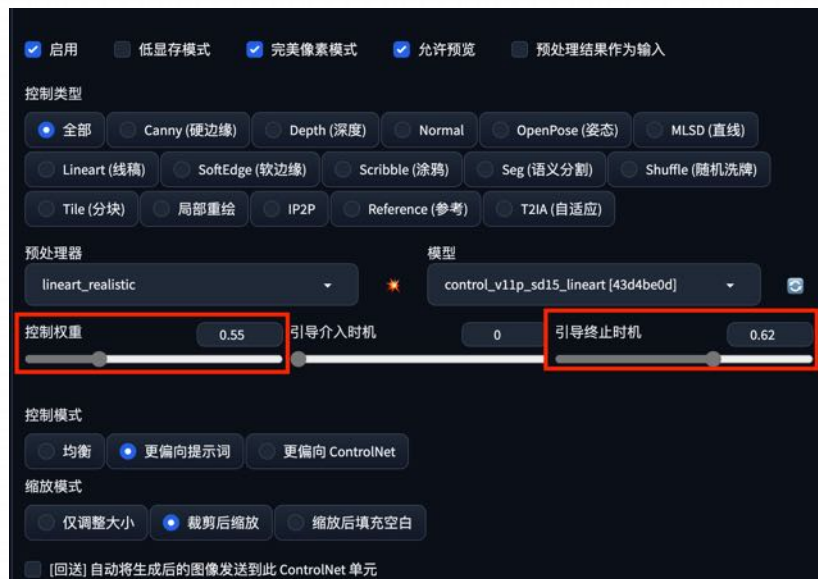 启用 低显存模式 完美像素模式 允许预览 预处理结果作为输入
控制类型
全部 Canny (硬边缘) Depth (深度) Normal OpenPose (姿态) MLSD (直线)
Lineart (线稿) SoftEdge (软边缘) Scribble (涂鸦) Seg (语义分割) Shuffle (随机洗牌)
Tile (分块) 局部重绘 IP2P Reference (参考) T2IA (自适应)
预处理器 模型
lineart_realistic control_v11p_sd15_lineart [43d4be0d]
控制权重 0.55 引导介入时机 0 引导终止时机 0.62
控制模式
均衡 更偏向提示词 更偏向 ControlNet
缩放模式
仅调整大小 裁剪后缩放 缩放后填充空白
[回送] 自动将生成后的图像发送到此 ControlNet 单元